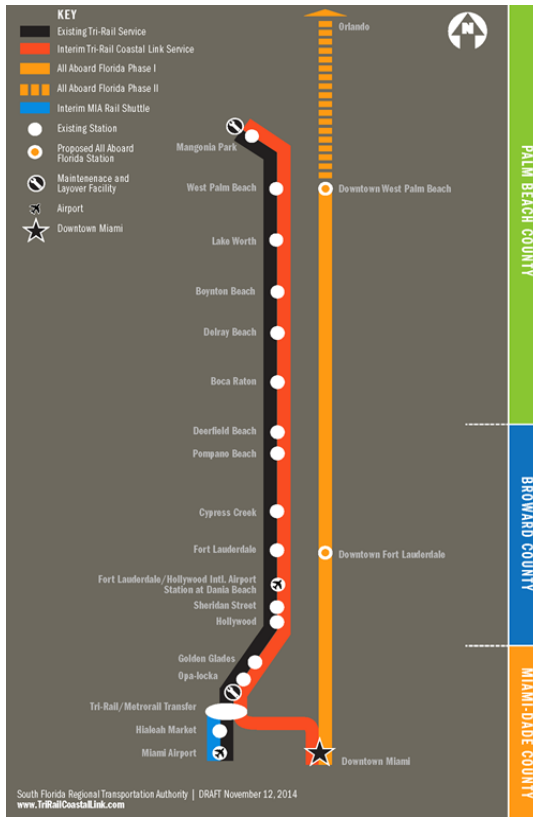 KEY
Existing Tri-Rail Service
Interim Tri-Rail Coastal Link Service
All Aboard Florida Phase I
All Aboard Florida Phase II
Interim MIA Rail Shuttle
Existing Station
Proposed All Aboard
Florida Station
Maintenenace and
Layover Facility
Airport
Downtown Miami
N
Orlando
Mangonia Park
West Palm Beach
Downtown West Palm Beach
Lake Worth
Boynton Beach
Delray Beach
Boca Raton
Deerfield Beach
Pompano Beach
Cypress Creek
Fort Lauderdale
Downtown Fort Lauderdale
Fort Lauderdale/Hollywood Intl. Airport
Station at Dania Beach
Sheridan Street
Hollywood
Golden Glades
Opa-locka
Tri-Rail/Metrorail Transfer
Hialeah Market
Miami Airport
Downtown Miami
PALM BEACH COUNTY
BROWARD COUNTY
MIAMI-DADE COUNTY
South Florida Regional Transportation Authority | DRAFT November 12, 2014
www.TriRailCoastalLink.com